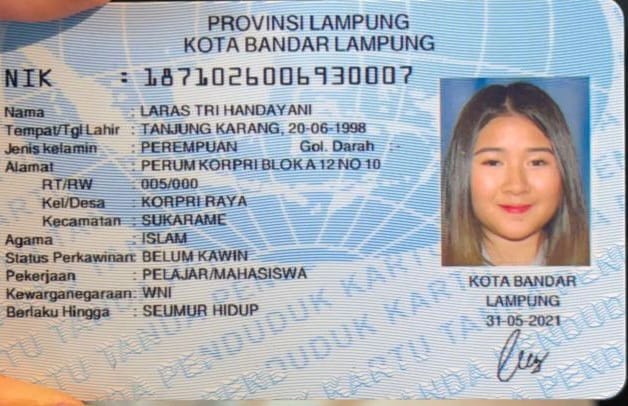 PROVINSI LAMPUNG
KOTA BANDAR LAMPUNG
NIK : 1871026006930007
Nama : LARAS TRI HANDAYANI
Tempat/Tgl Lahir : TANJUNG KARANG, 20-06-1998
Jenis kelamin : PEREMPUAN Gol. Darah :-
Alamat : PERUM KORPRI BLOK A 12 NO 10
RT/RW : 005/000
Kel/Desa : KORPRI RAYA
Kecamatan : SUKARAME
Agama : ISLAM
Status Perkawinan: BELUM KAWIN
Pekerjaan : PELAJAR/MAHASISWA
Kewarganegaraan: WNI
Berlaku Hingga : SEUMUR HIDUP
KOTA BANDAR
LAMPUNG
31-05-2021
KARTU TANDA PENDUDUK